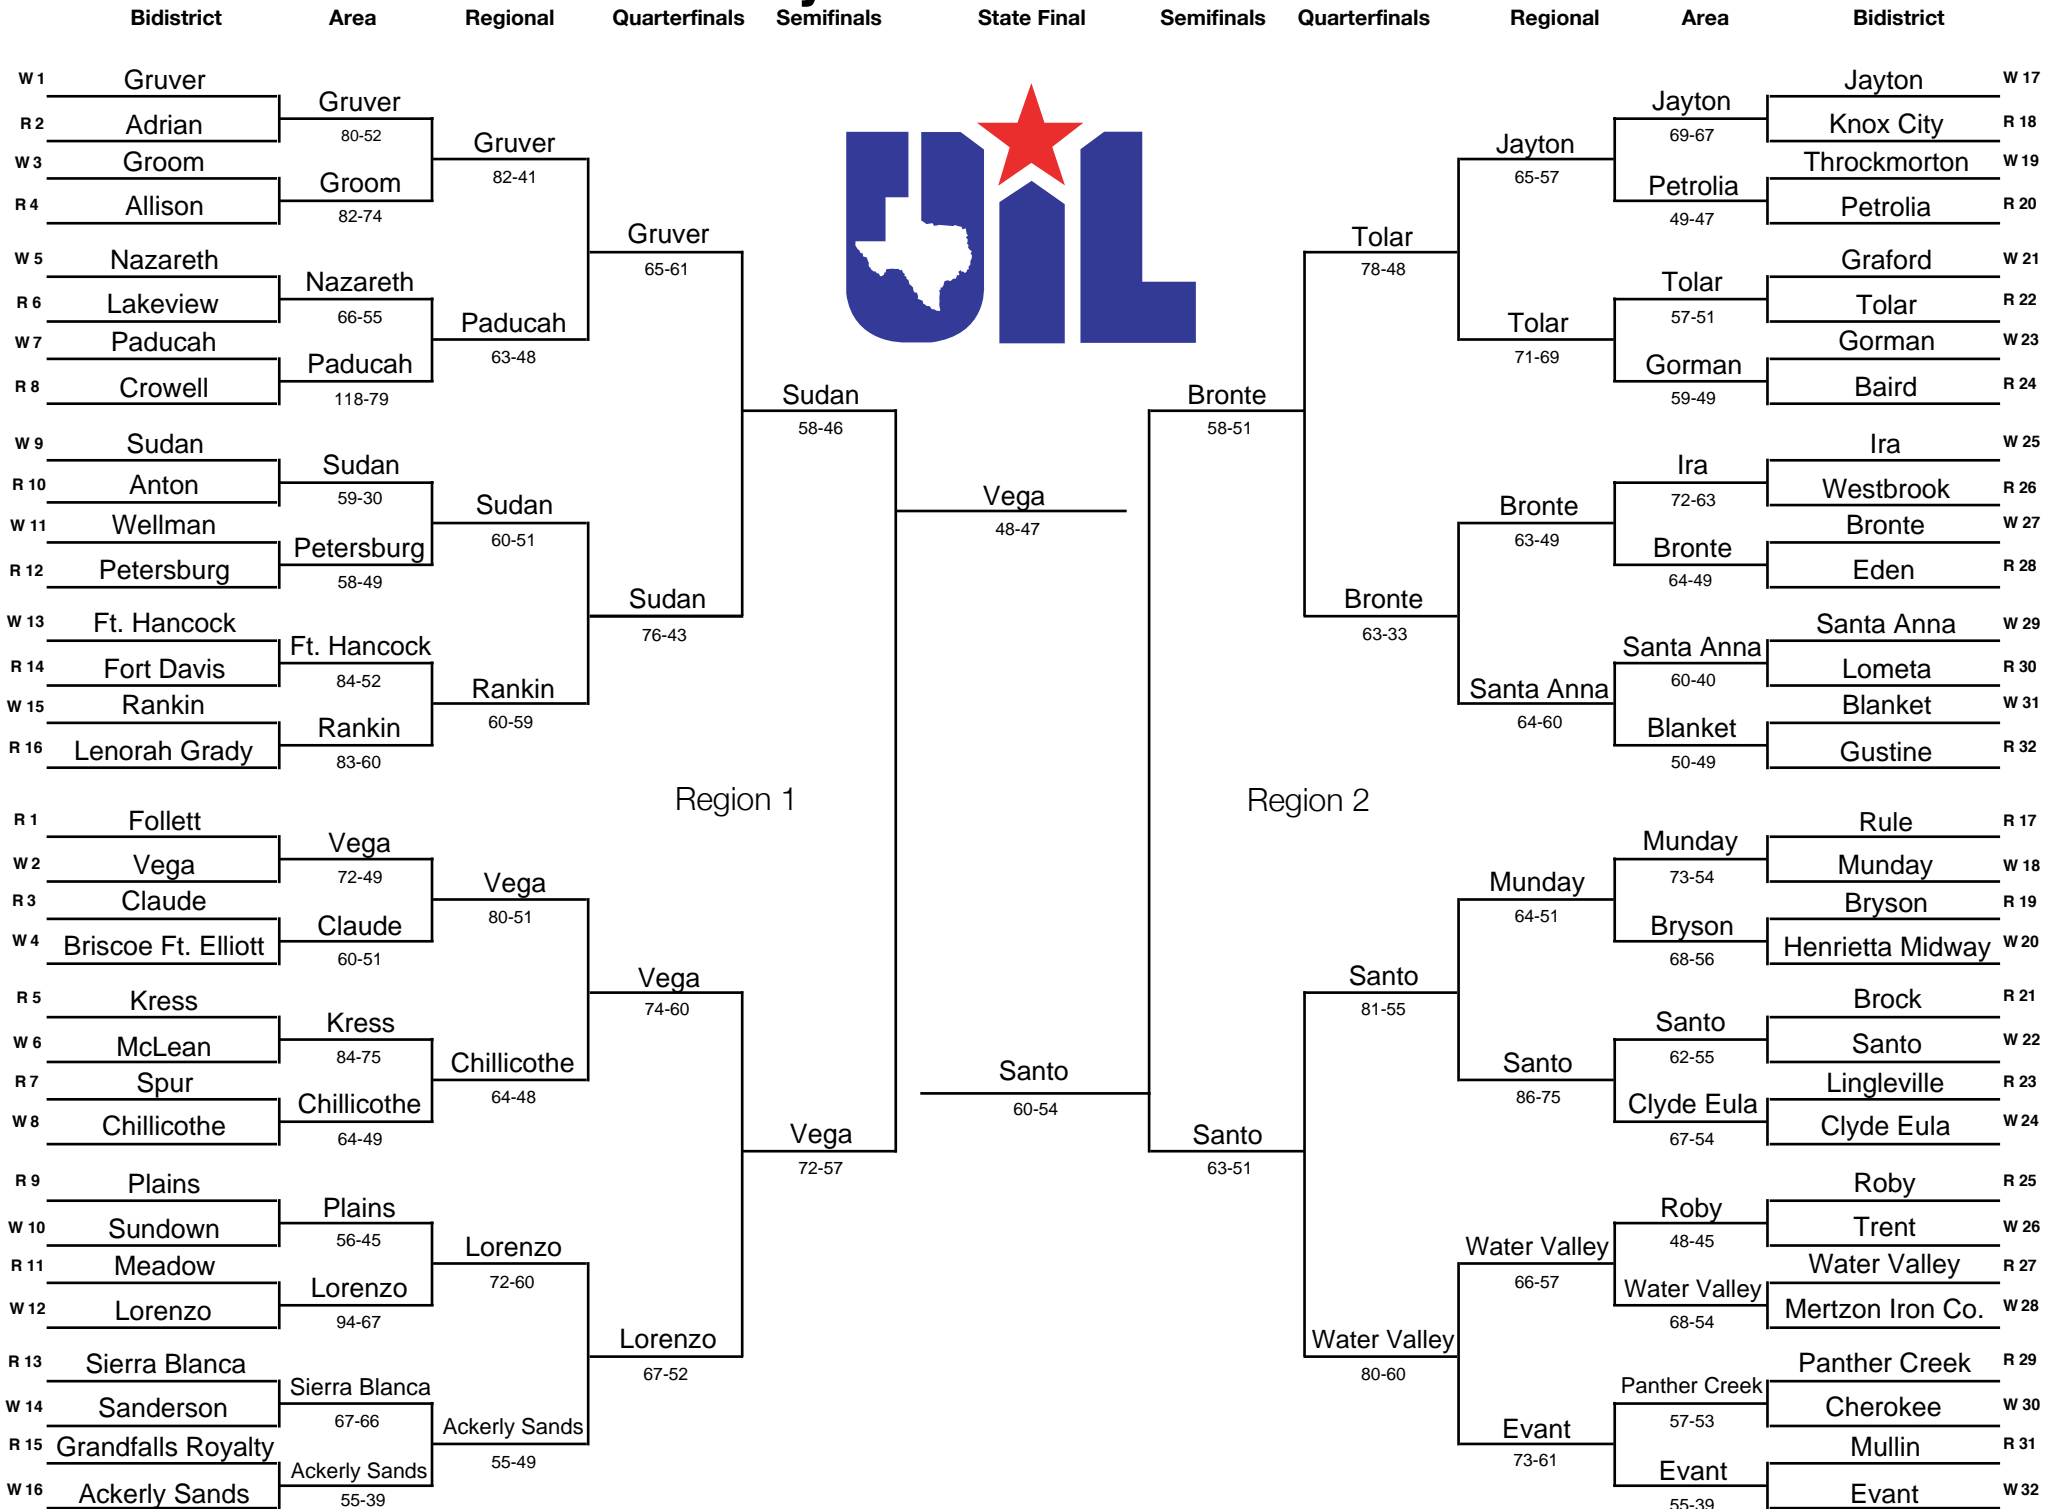 Bidistrict Area Regional Quarterfinals Semifinals State Final Semifinals Quarterfinals Regional Area Bidistrict
W 1 Gruver
R 2 Adrian
W 3 Groom
R 4 Allison
W 5 Nazareth
R 6 Lakeview
W 7 Paducah
R 8 Crowell
W 9 Sudan
R 10 Anton
W 11 Wellman
R 12 Petersburg
W 13 Ft. Hancock
R 14 Fort Davis
W 15 Rankin
R 16 Lenorah Grady
R 1 Follett
W 2 Vega
R 3 Claude
W 4 Briscoe Ft. Elliott
R 5 Kress
W 6 McLean
R 7 Spur
W 8 Chillicothe
R 9 Plains
W 10 Sundown
R 11 Meadow
W 12 Lorenzo
R 13 Sierra Blanca
W 14 Sanderson
R 15 Grandfalls Royalty
W 16 Ackerly Sands
Gruver
80-52
Groom
82-74
Nazareth
66-55
Paducah
118-79
Sudan
59-30
Petersburg
58-49
Ft. Hancock
84-52
Rankin
83-60
Vega
72-49
Claude
60-51
Kress
84-75
Chillicothe
64-49
Plains
56-45
Lorenzo
94-67
Sierra Blanca
67-66
Ackerly Sands
55-39
Gruver
82-41
Paducah
63-48
Sudan
60-51
Rankin
60-59
Vega
80-51
Chillicothe
64-48
Lorenzo
72-60
Ackerly Sands
55-49
Gruver
65-61
Sudan
76-43
Region 1
Vega
74-60
Lorenzo
67-52
Sudan
58-46
Vega
72-57
UIL
Vega
48-47
Santo
60-54
Bronte
58-51
Santo
63-51
Tolar
78-48
Bronte
63-33
Region 2
Santo
81-55
Water Valley
80-60
Jayton
65-57
Tolar
71-69
Bronte
63-49
Santa Anna
64-60
Munday
64-51
Santo
86-75
Water Valley
66-57
Evant
73-61
Jayton
69-67
Petrolia
49-47
Tolar
57-51
Gorman
59-49
Ira
72-63
Bronte
64-49
Santa Anna
60-40
Blanket
50-49
Munday
73-54
Bryson
68-56
Santo
62-55
Clyde Eula
67-54
Roby
48-45
Water Valley
68-54
Panther Creek
57-53
Evant
55-39
Jayton W 17
Knox City R 18
Throckmorton W 19
Petrolia R 20
Graford W 21
Tolar R 22
Gorman W 23
Baird R 24
Ira W 25
Westbrook R 26
Bronte W 27
Eden R 28
Santa Anna W 29
Lometa R 30
Blanket W 31
Gustine R 32
Rule R 17
Munday W 18
Bryson R 19
Henrietta Midway W 20
Brock R 21
Santo W 22
Lingleville R 23
Clyde Eula W 24
Roby R 25
Trent W 26
Water Valley R 27
Mertzon Iron Co. W 28
Panther Creek R 29
Cherokee W 30
Mullin R 31
Evant W 32